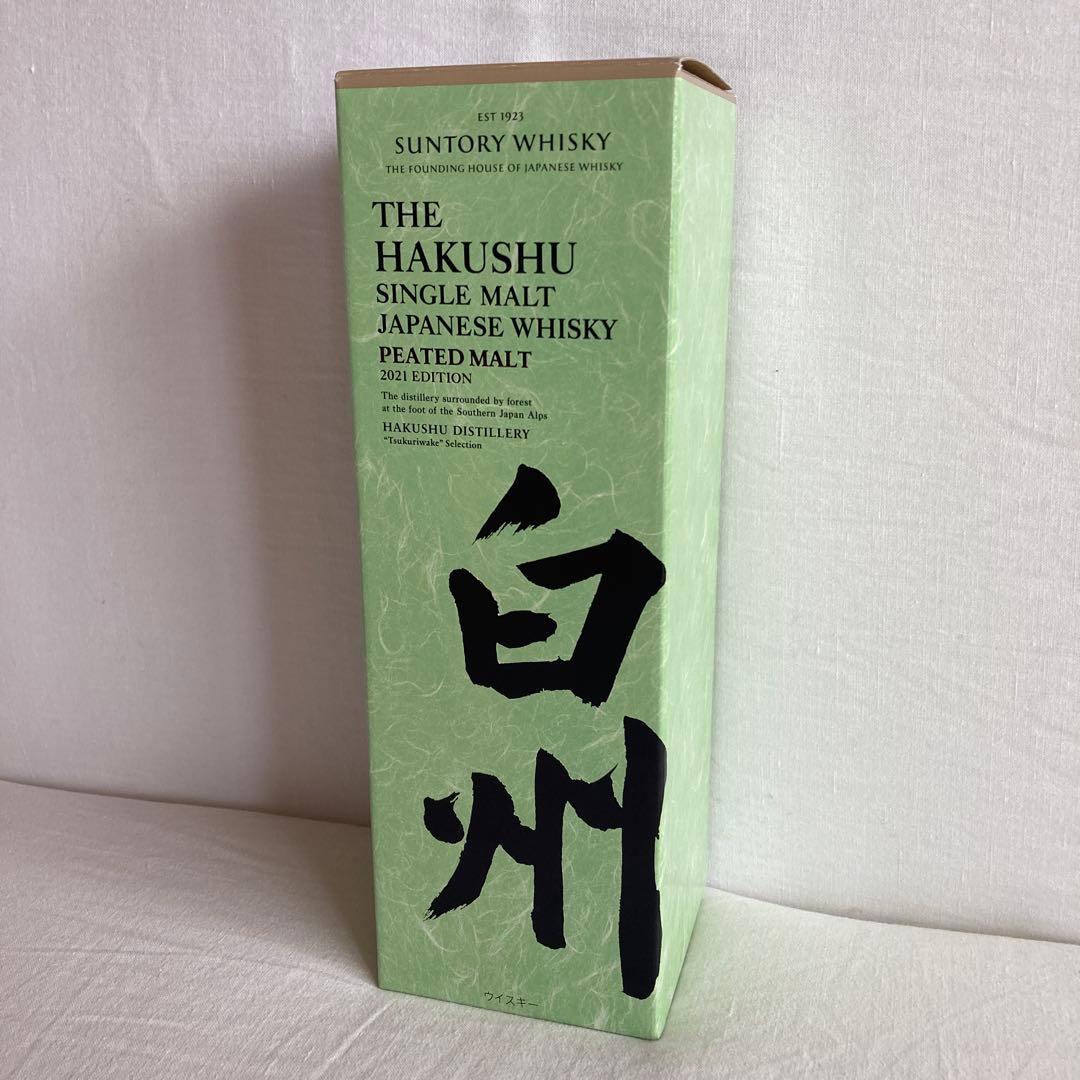 EST 1923
SUNTORY WHISKY
THE FOUNDING HOUSE OF JAPANESE WHISKY
THE
HAKUSHU
SINGLE MALT
JAPANESE WHISKY
PEATED MALT
2021 EDITION
The distillery surrounded by forest
at the foot of the Southern Japan Alps
HAKUSHU DISTILLERY
“Tsukuriwake” Selection
白
州
ウイスキー